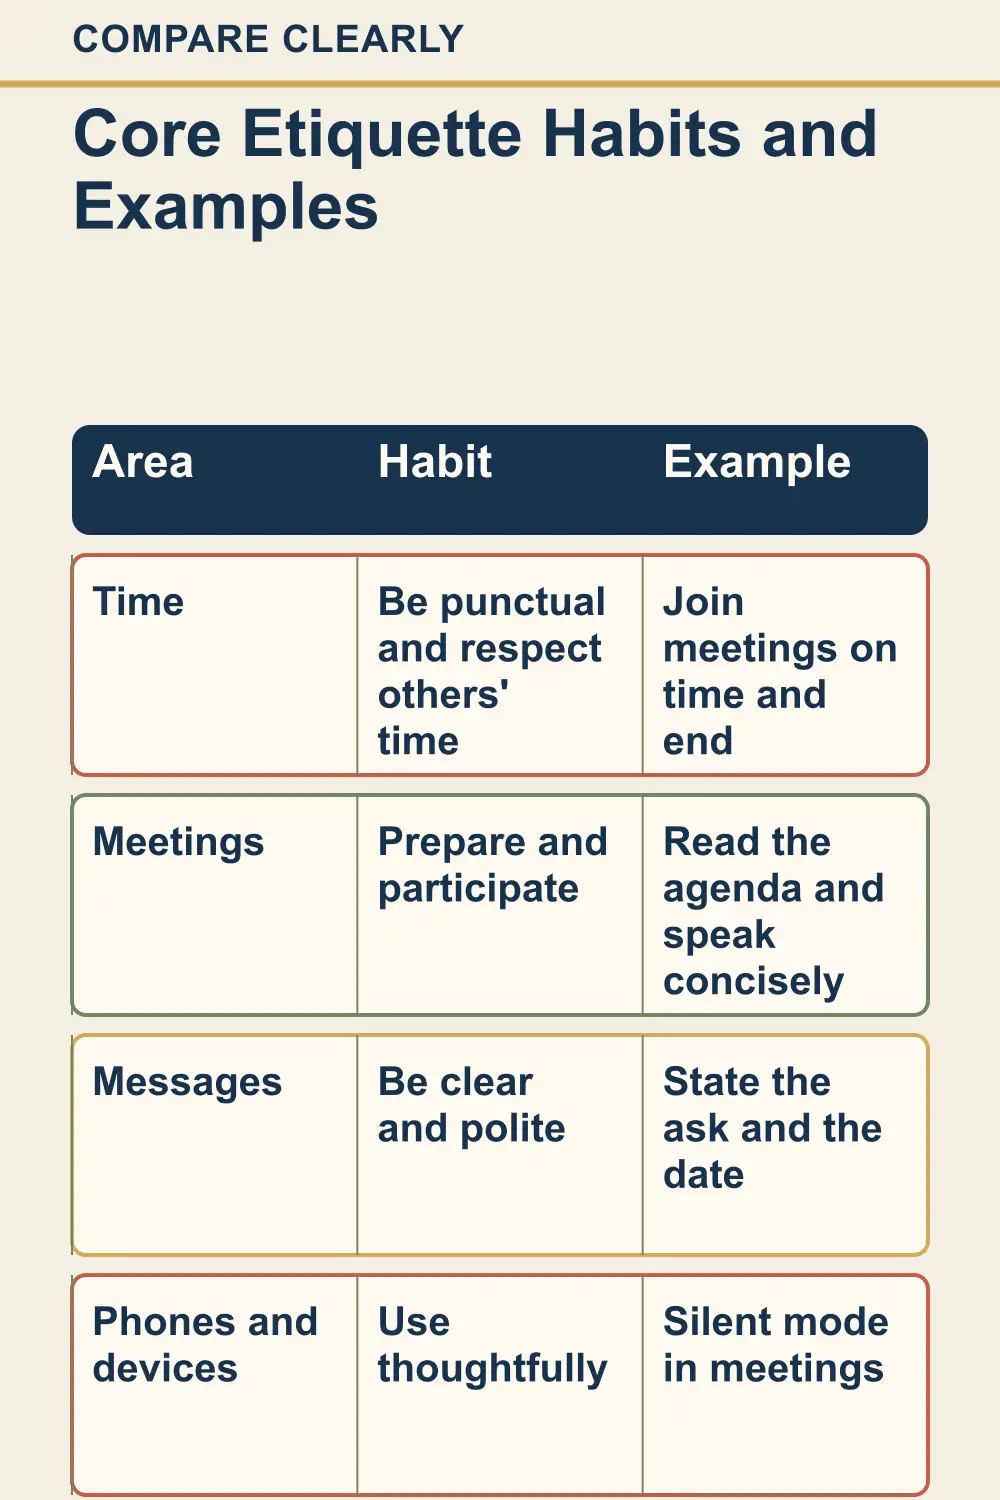 COMPARE CLEARLY
Core Etiquette Habits and
Examples
Area Habit Example
Time
Be punctual
and respect
others'
time
Join
meetings on
time and
end
Meetings
Prepare and
participate
Read the
agenda and
speak
concisely
Messages
Be clear
and polite
State the
ask and the
date
Phones and
devices
Use
thoughtfully
Silent mode
in meetings